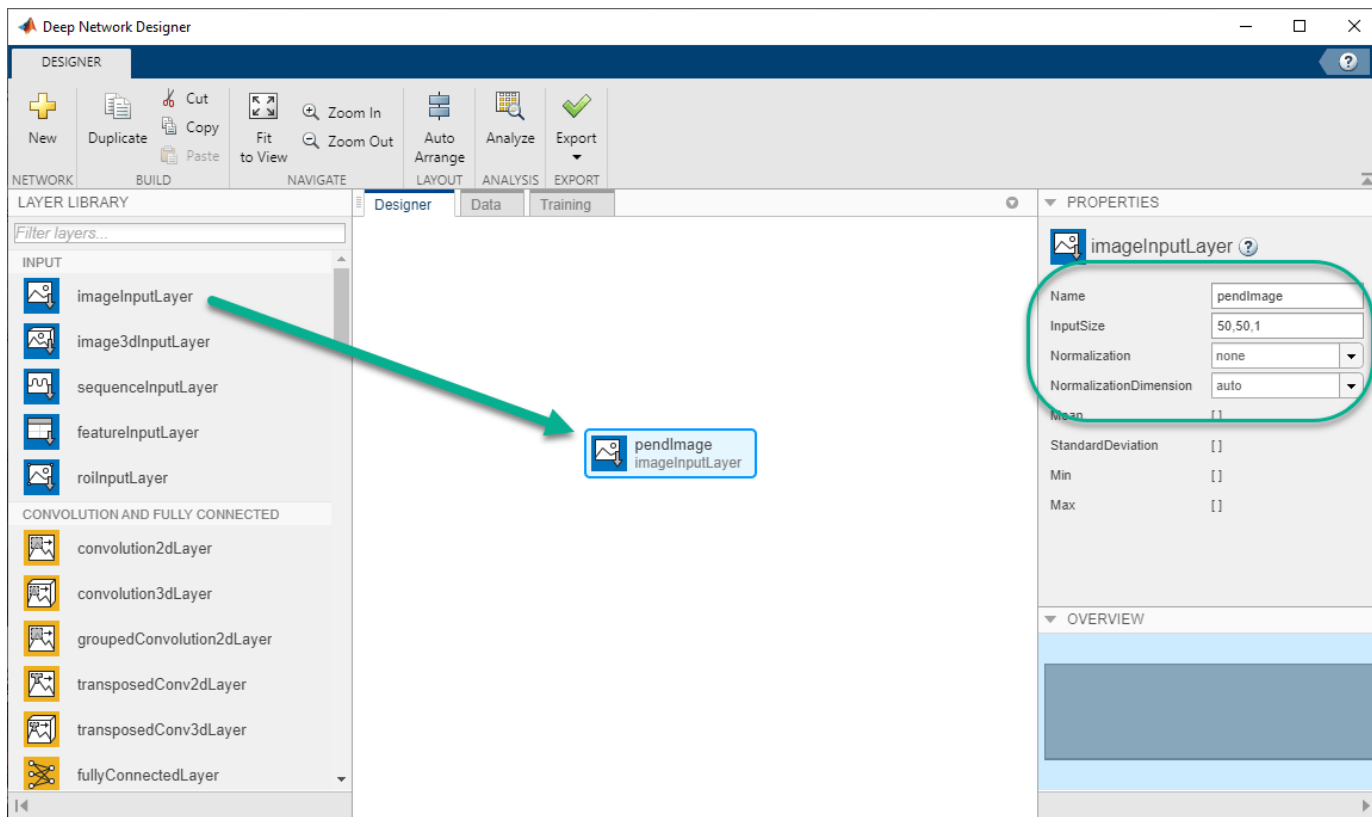 Deep Network Designer
DESIGNER
New
Duplicate
Cut
Copy
Paste
Fit
to View
Zoom In
Zoom Out
Auto
Arrange
Analyze
Export
NETWORK
BUILD
NAVIGATE
LAYOUT
ANALYSIS
EXPORT
LAYER LIBRARY
Filter layers...
INPUT
imageInputLayer
image3dInputLayer
sequenceInputLayer
featureInputLayer
roiInputLayer
CONVOLUTION AND FULLY CONNECTED
convolution2dLayer
convolution3dLayer
groupedConvolution2dLayer
transposedConv2dLayer
transposedConv3dLayer
fullyConnectedLayer
Designer
Data
Training
pendImage
imageInputLayer
PROPERTIES
imageInputLayer ?
Name pendImage
InputSize 50,50,1
Normalization none
NormalizationDimension auto
Mean []
StandardDeviation []
Min []
Max []
OVERVIEW